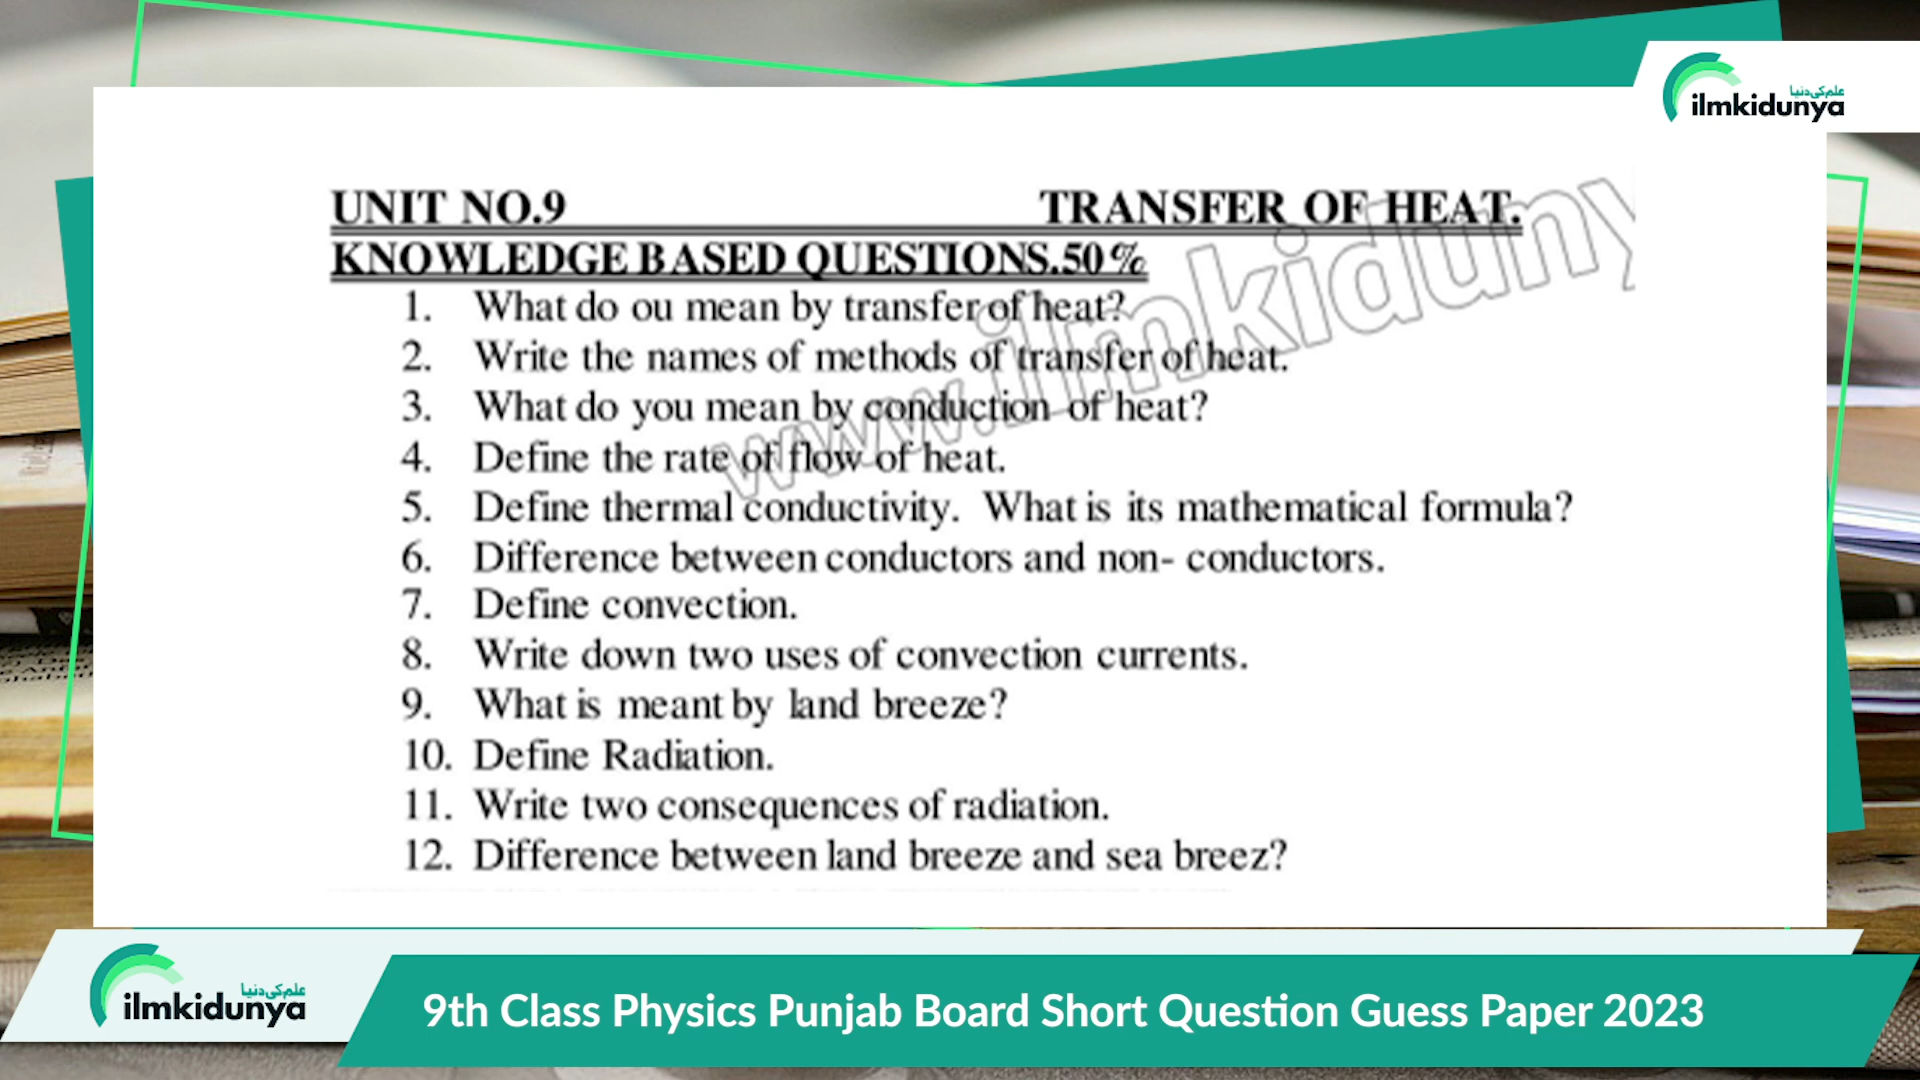 علم کی دنیا
ilmkidunya
UNIT NO.9 TRANSFER OF HEAT.
KNOWLEDGE BASED QUESTIONS.50%
1. What do ou mean by transfer of heat?
2. Write the names of methods of transfer of heat.
3. What do you mean by conduction of heat?
4. Define the rate of flow of heat.
5. Define thermal conductivity. What is its mathematical formula?
6. Difference between conductors and non- conductors.
7. Define convection.
8. Write down two uses of convection currents.
9. What is meant by land breeze?
10. Define Radiation.
11. Write two consequences of radiation.
12. Difference between land breeze and sea breez?
www.ilmkiduny
علم کی دنیا
ilmkidunya
9th Class Physics Punjab Board Short Question Guess Paper 2023